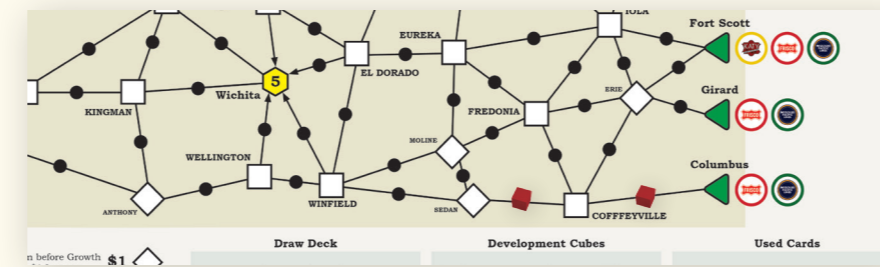 IOLA
Fort Scott
EUREKA
5
EL DORADO
Wichita
Girard
ERIE
KINGMAN
FREDONIA
MOLINE
WELLINGTON
Columbus
WINFIELD
SEDAN
ANTHONY
COFFFEYVILLE
Draw Deck
Development Cubes
Used Cards
n before Growth
$1